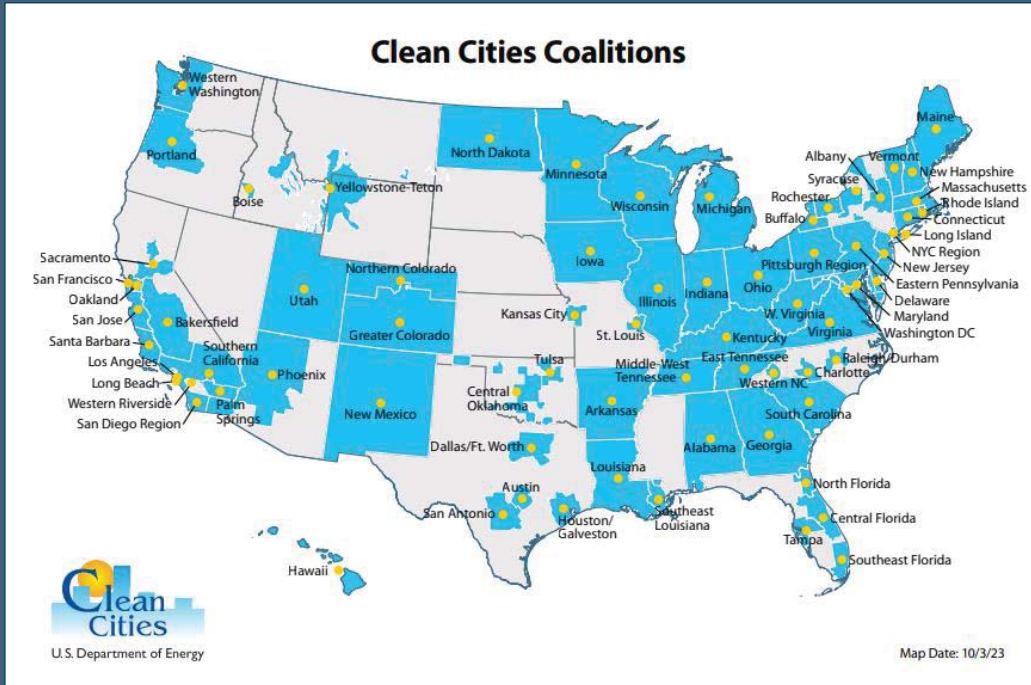 Clean Cities Coalitions
Western
Washington
Portland
Boise
Yellowstone-Teton
North Dakota
Minnesota
Wisconsin
Michigan
Iowa
Illinois
Indiana
Ohio
Albany
Vermont
Maine
Syracuse
New Hampshire
Massachusetts
Rochester
Rhode Island
Buffalo
Connecticut
Long Island
NYC Region
New Jersey
Pittsburgh Region
Eastern Pennsylvania
Delaware
Maryland
Washington DC
W. Virginia
Virginia
Sacramento
San Francisco
Oakland
San Jose
Santa Barbara
Bakersfield
Los Angeles
Southern
California
Long Beach
Western Riverside
San Diego Region
Palm
Springs
Utah
Northern Colorado
Greater Colorado
Phoenix
New Mexico
Kansas City
St. Louis
Tulsa
Central
Oklahoma
Middle-West
Tennessee
Kentucky
East Tennessee
Western NC
Raleigh/Durham
Charlotte
South Carolina
Arkansas
Alabama
Georgia
Dallas/Ft. Worth
Louisiana
Austin
San Antonio
Houston/
Galveston
Southeast
Louisiana
North Florida
Central Florida
Tampa
Southeast Florida
Hawaii
Clean
Cities
U.S. Department of Energy
Map Date: 10/3/23